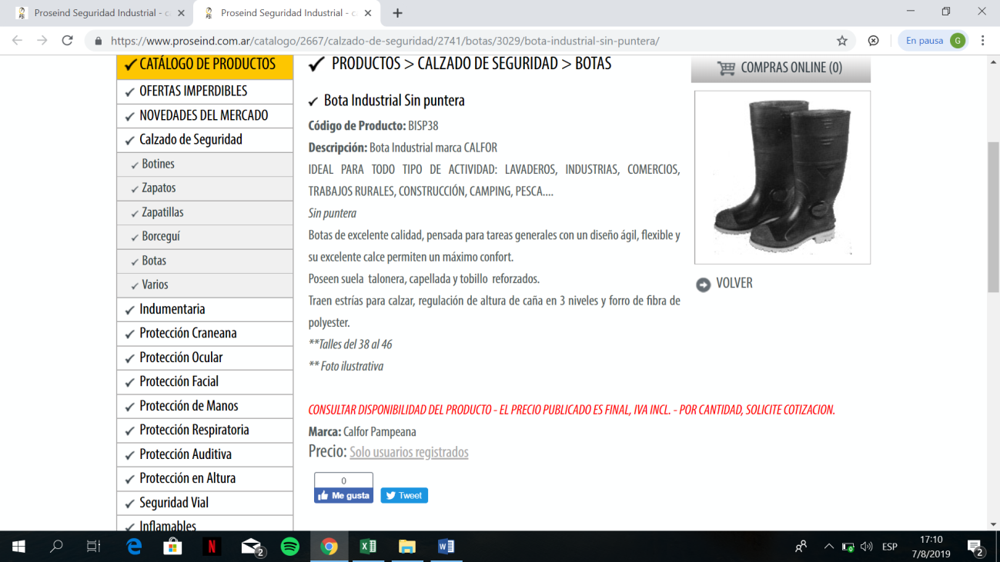 Proseind Seguridad Industrial - c
Proseind Seguridad Industrial - c
https://www.proseind.com.ar/catalogo/2667/calzado-de-seguridad/2741/botas/3029/bota-industrial-sin-puntera/
En pausa
G
CATÁLOGO DE PRODUCTOS
OFERTAS IMPERDIBLES
NOVEDADES DEL MERCADO
Calzado de Seguridad
Botines
Zapatos
Zapatillas
Borceguí
Botas
Varios
Indumentaria
Protección Craneana
Protección Ocular
Protección Facial
Protección de Manos
Protección Respiratoria
Protección Auditiva
Protección en Altura
Seguridad Vial
Inflamables
PRODUCTOS > CALZADO DE SEGURIDAD > BOTAS
Bota Industrial Sin puntera
Código de Producto: BISP38
Descripción: Bota Industrial marca CALFOR
IDEAL PARA TODO TIPO DE ACTIVIDAD: LAVADEROS, INDUSTRIAS, COMERCIOS,
TRABAJOS RURALES, CONSTRUCCIÓN, CAMPING, PESCA....
Sin puntera
Botas de excelente calidad, pensada para tareas generales con un diseño ágil, flexible y
su excelente calce permiten un máximo confort.
Poseen suela talonera, capellada y tobillo reforzados.
Traen estrías para calzar, regulación de altura de caña en 3 niveles y forro de fibra de
polyester.
**Talles del 38 al 46
** Foto ilustrativa
CONSULTAR DISPONIBILIDAD DEL PRODUCTO - EL PRECIO PUBLICADO ES FINAL, IVA INCL. - POR CANTIDAD, SOLICITE COTIZACION.
Marca: Calfor Pampeana
Precio: Solo usuarios registrados
0
Me gusta
Tweet
COMPRAS ONLINE (0)
VOLVER
2
ESP
17:10
7/8/2019
2